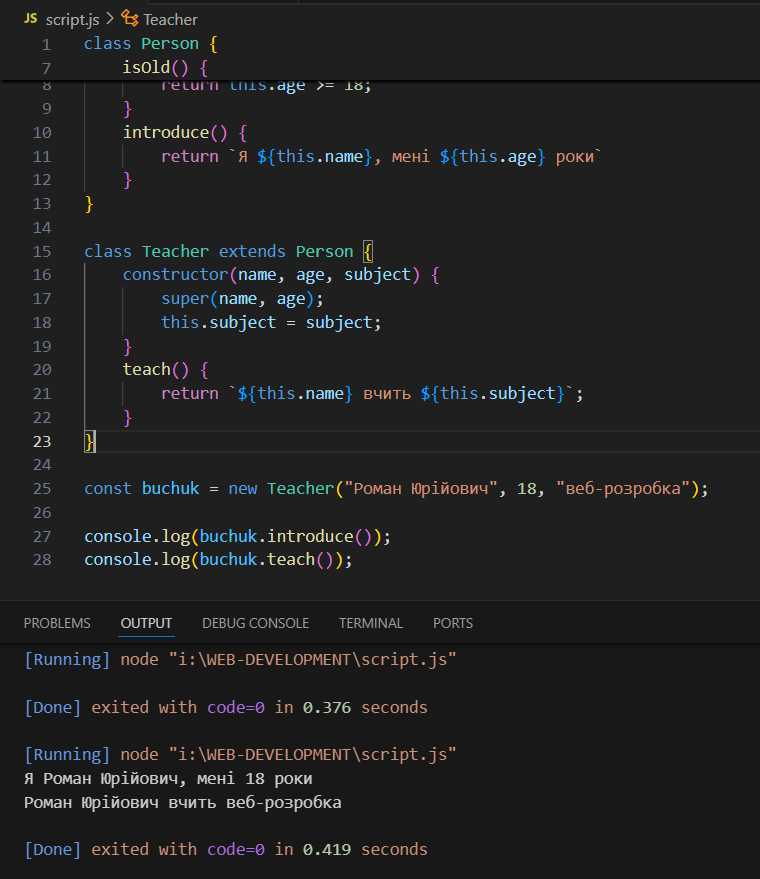 JS script.js > Teacher
1 class Person {
7 isOld() {
8 return this.age >= 18;
9 }
10 introduce() {
11 return `Я ${this.name}, мені ${this.age} роки`
12 }
13 }
14
15 class Teacher extends Person {
16 constructor(name, age, subject) {
17 super(name, age);
18 this.subject = subject;
19 }
20 teach() {
21 return `${this.name} вчить ${this.subject}`;
22 }
23 }
24
25 const buchuk = new Teacher("Роман Юрійович", 18, "веб-розробка");
26
27 console.log(buchuk.introduce());
28 console.log(buchuk.teach());
PROBLEMS OUTPUT DEBUG CONSOLE TERMINAL PORTS
[Running] node "i:\WEB-DEVELOPMENT\script.js"
[Done] exited with code=0 in 0.376 seconds
[Running] node "i:\WEB-DEVELOPMENT\script.js"
Я Роман Юрійович, мені 18 роки
Роман Юрійович вчить веб-розробка
[Done] exited with code=0 in 0.419 seconds